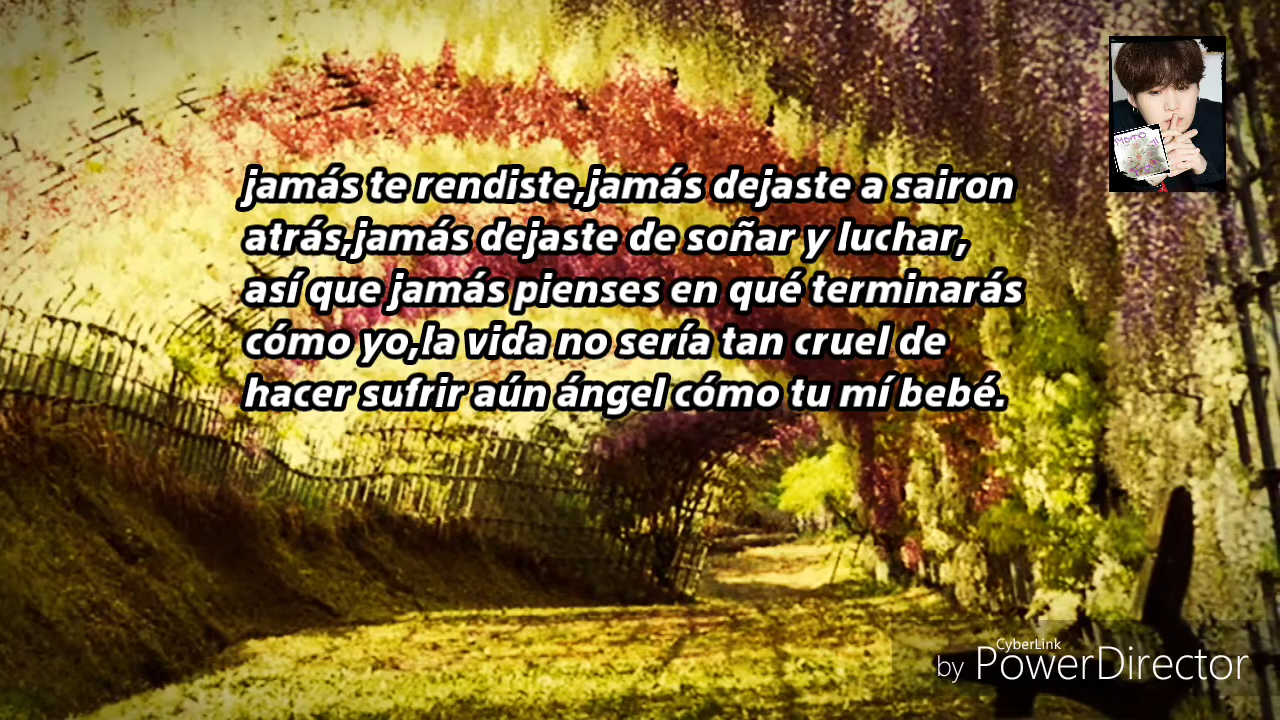 jamás te rendiste,jamás dejaste a sairon
atrás,jamás dejaste de soñar y luchar,
así que jamás pienses en qué terminarás
cómo yo,la vida no sería tan cruel de
hacer sufrir aún ángel cómo tu mí bebé.
CyberLink
by PowerDirector